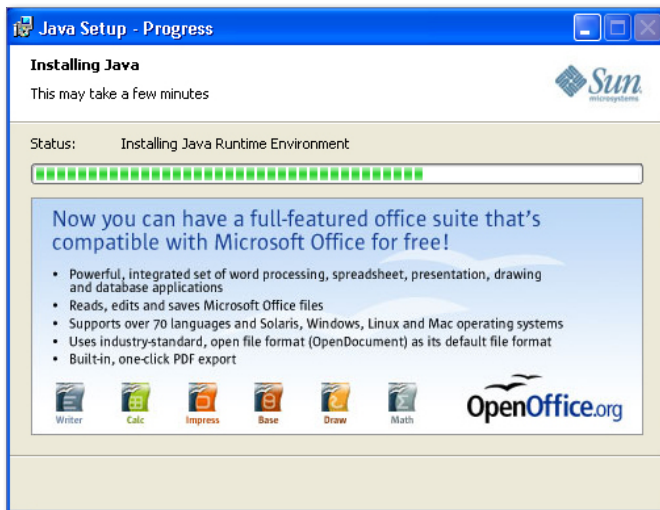 Java Setup - Progress
Installing Java
This may take a few minutes
Sun
microsystems
Status: Installing Java Runtime Environment
Now you can have a full-featured office suite that's
compatible with Microsoft Office for free!
• Powerful, integrated set of word processing, spreadsheet, presentation, drawing
and database applications
• Reads, edits and saves Microsoft Office files
• Supports over 70 languages and Solaris, Windows, Linux and Mac operating systems
• Uses industry-standard, open file format (OpenDocument) as its default file format
• Built-in, one-click PDF export
Writer Calc Impress Base Draw Math
OpenOffice.org